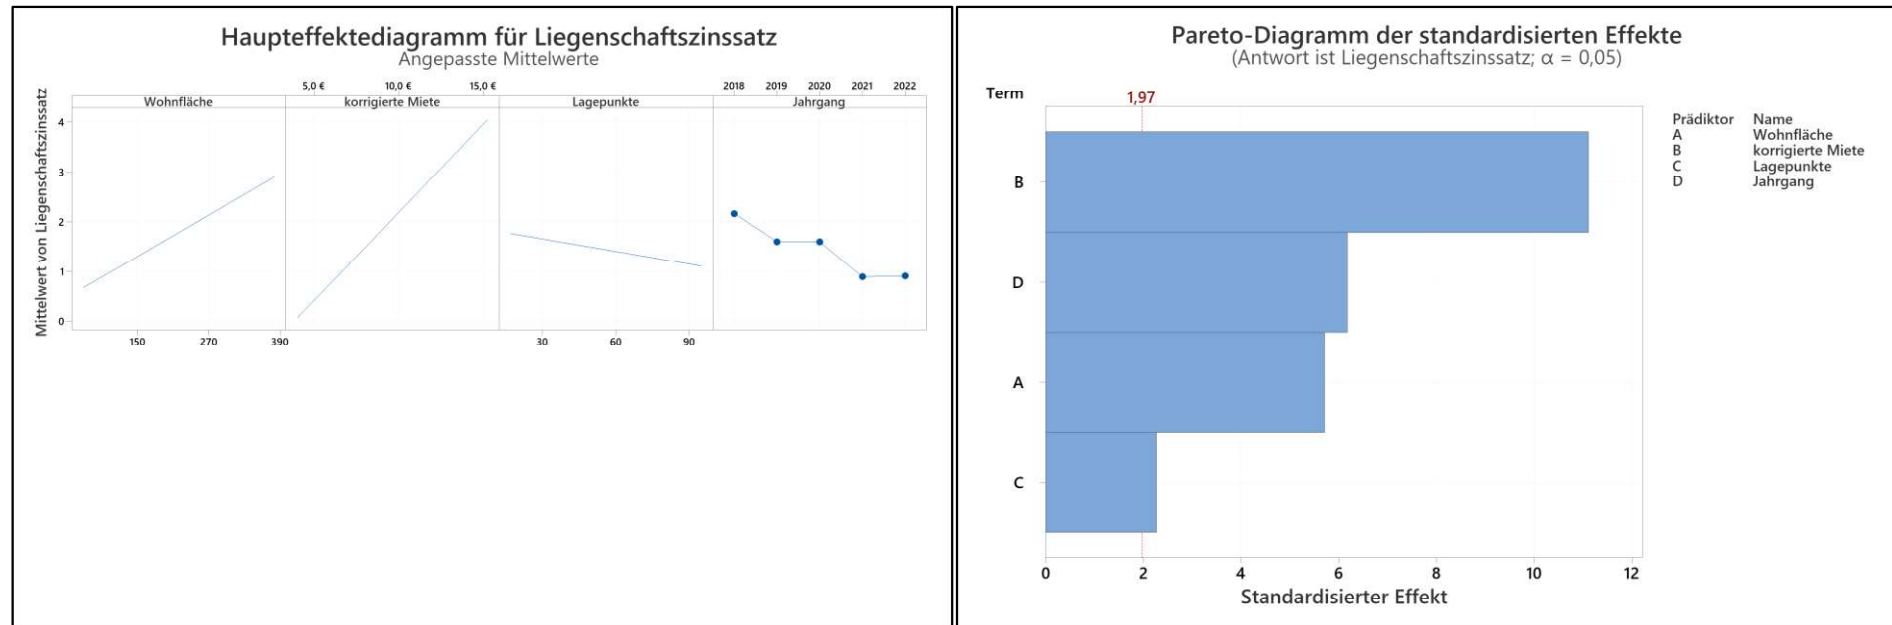 Haupteffektediagramm für Liegenschaftszinssatz
Angepasste Mittelwerte
5,0 € 10,0 € 15,0 € 2018 2019 2020 2021 2022
Wohnfläche korrigierte Miete Lagepunkte Jahrgang
Mittelwert von Liegenschaftszinssatz
4
3
2
1
0
150 270 390 30 60 90
Pareto-Diagramm der standardisierten Effekte
(Antwort ist Liegenschaftszinssatz; α = 0,05)
Term
1,97
B
D
A
C
0 2 4 6 8 10 12
Standardisierter Effekt
Prädiktor Name
A Wohnfläche
B korrigierte Miete
C Lagepunkte
D Jahrgang